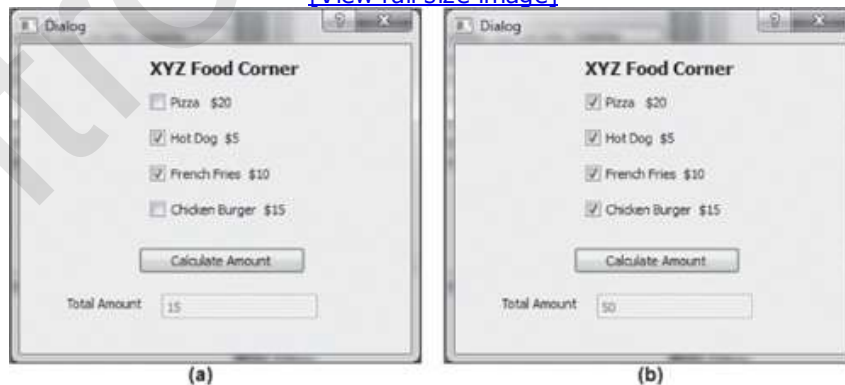 [View full size image]
Dialog
XYZ Food Corner
Pizza $20
Hot Dog $5
French Fries $10
Chicken Burger $15
Calculate Amount
Total Amount 15
(a)
Dialog
XYZ Food Corner
Pizza $20
Hot Dog $5
French Fries $10
Chicken Burger $15
Calculate Amount
Total Amount 50
(b)